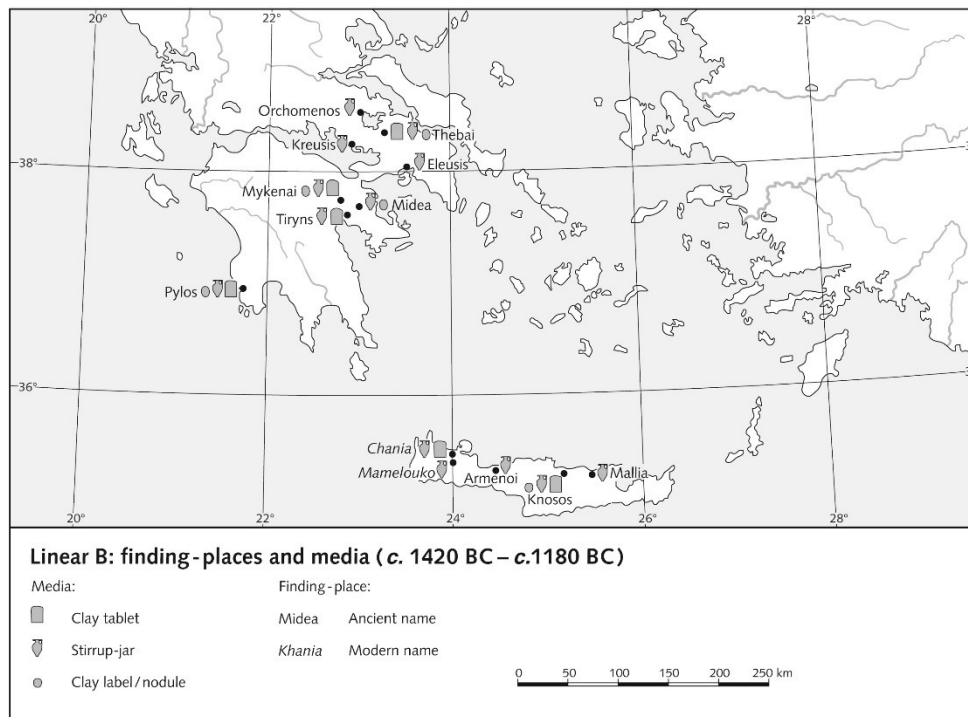 20°
22°
24°
28°
Orchomenos
Thebai
Kreusis
Eleusis
38°
Mykenai
Midea
Tiryns
Pylos
36°
Chania
Mamelouko
Armenoi
Mallia
Knosos
20°
22°
24°
26°
28°
Linear B: finding-places and media (c. 1420 BC – c.1180 BC)
Media:
Finding-place:
Clay tablet
Midea Ancient name
Stirrup-jar
Khania Modern name
Clay label/nodule
0 50 100 150 200 250 km